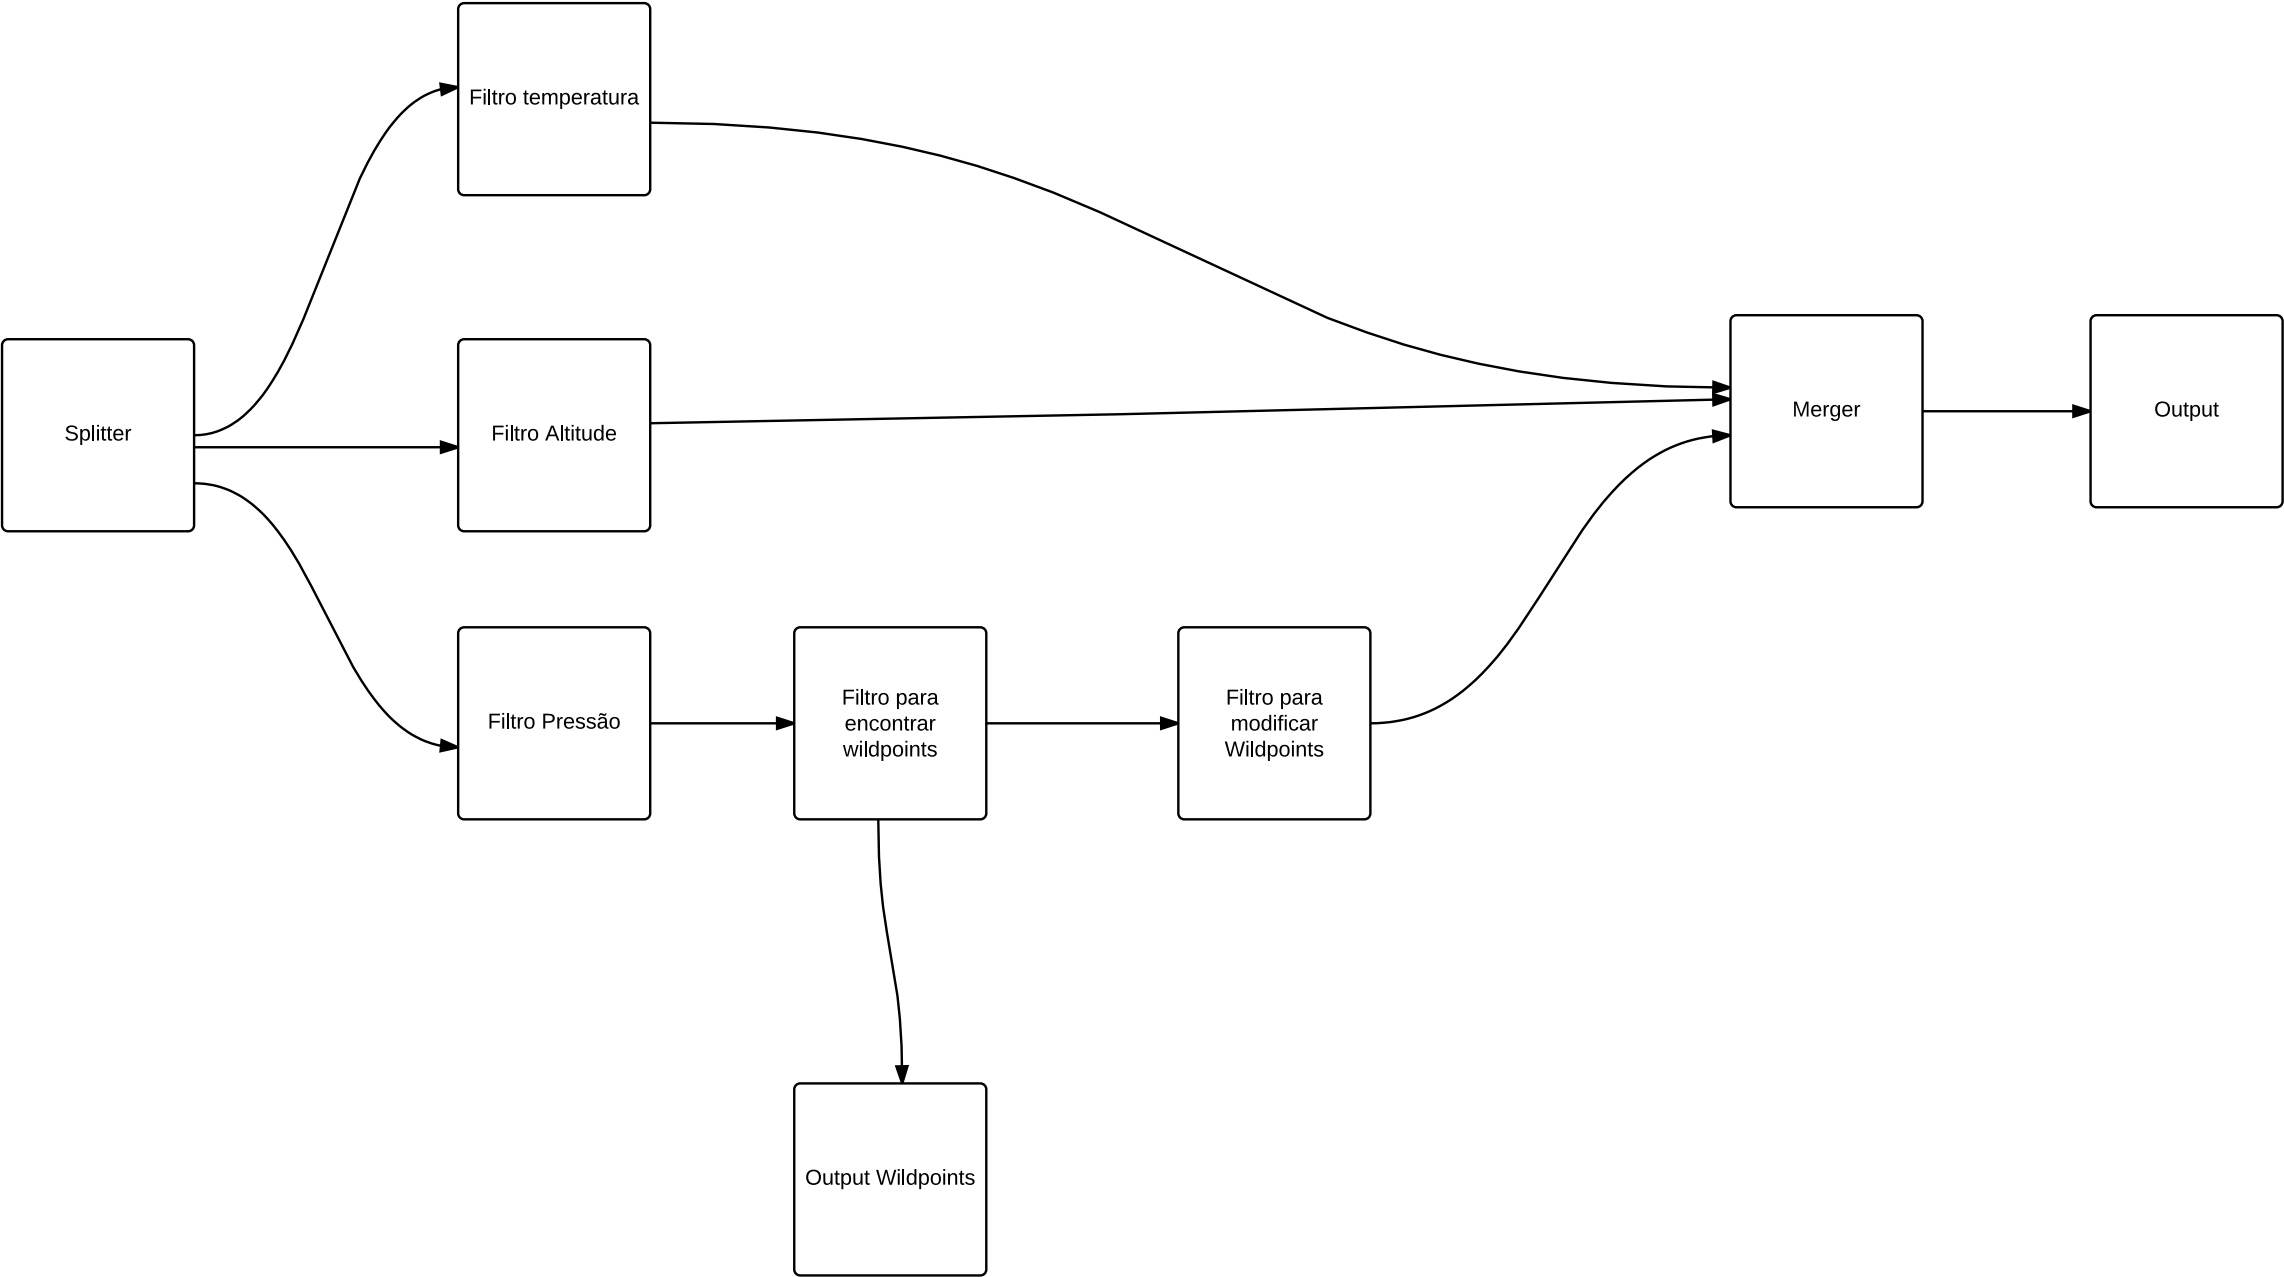 Filtro temperatura
Splitter
Filtro Altitude
Merger
Output
Filtro Pressão
Filtro para
encontrar
wildpoints
Filtro para
modificar
Wildpoints
Output Wildpoints